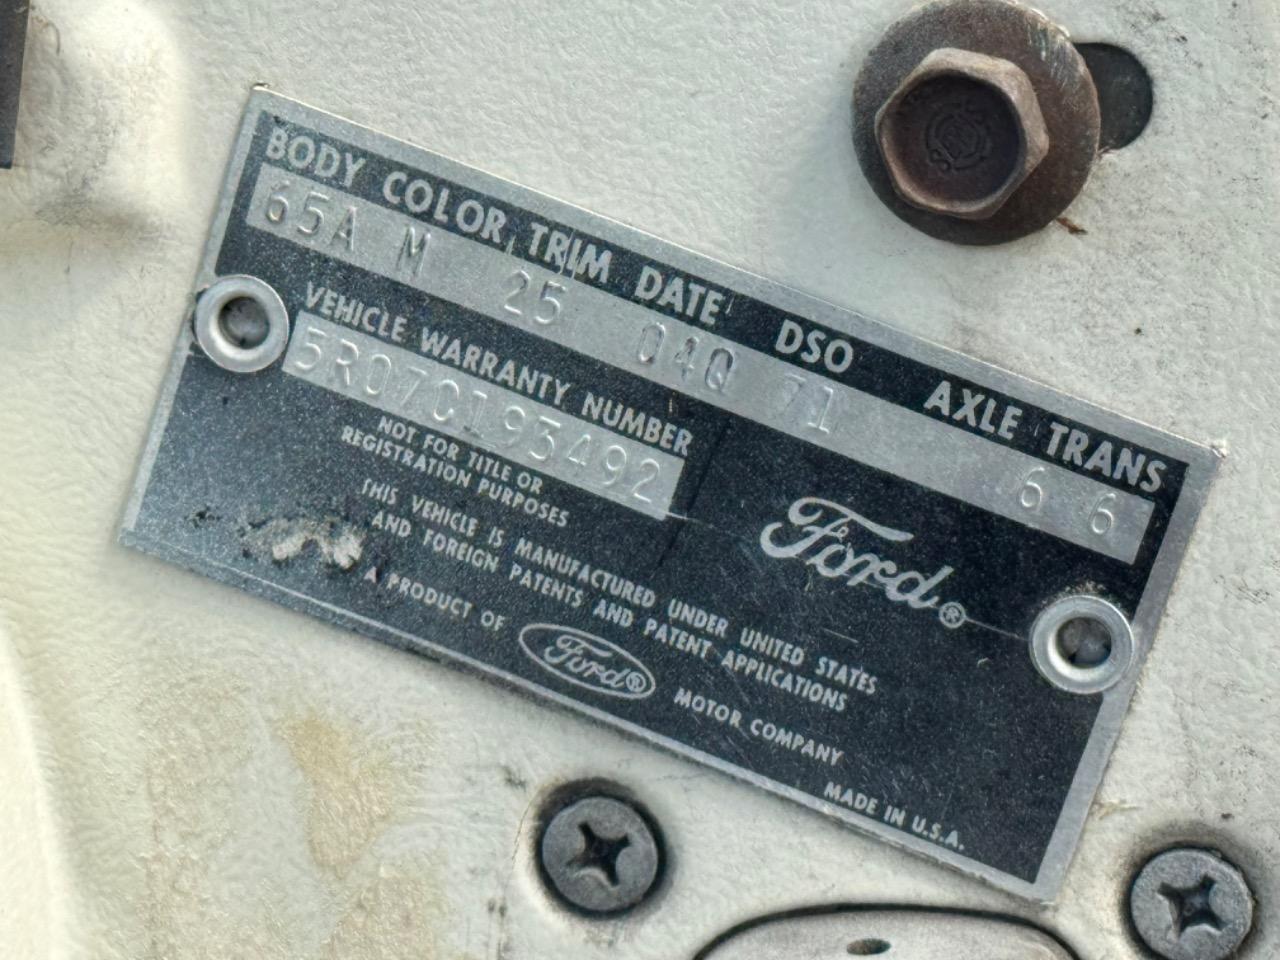 BODY COLOR TRIM DATE DSO AXLE TRANS
65A M 25 04Q 71 6 6
VEHICLE WARRANTY NUMBER
5R07C193492
NOT FOR TITLE OR
REGISTRATION PURPOSES
Ford®
THIS VEHICLE IS MANUFACTURED UNDER UNITED STATES
AND FOREIGN PATENTS AND PATENT APPLICATIONS
A PRODUCT OF Ford® MOTOR COMPANY
MADE IN U.S.A.